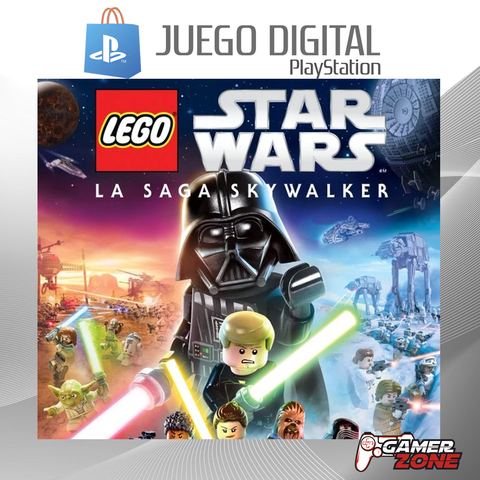 JUEGO DIGITAL
PlayStation
LEGO
STAR
WARS
LA SAGA SKYWALKER
GAMER
ZONE